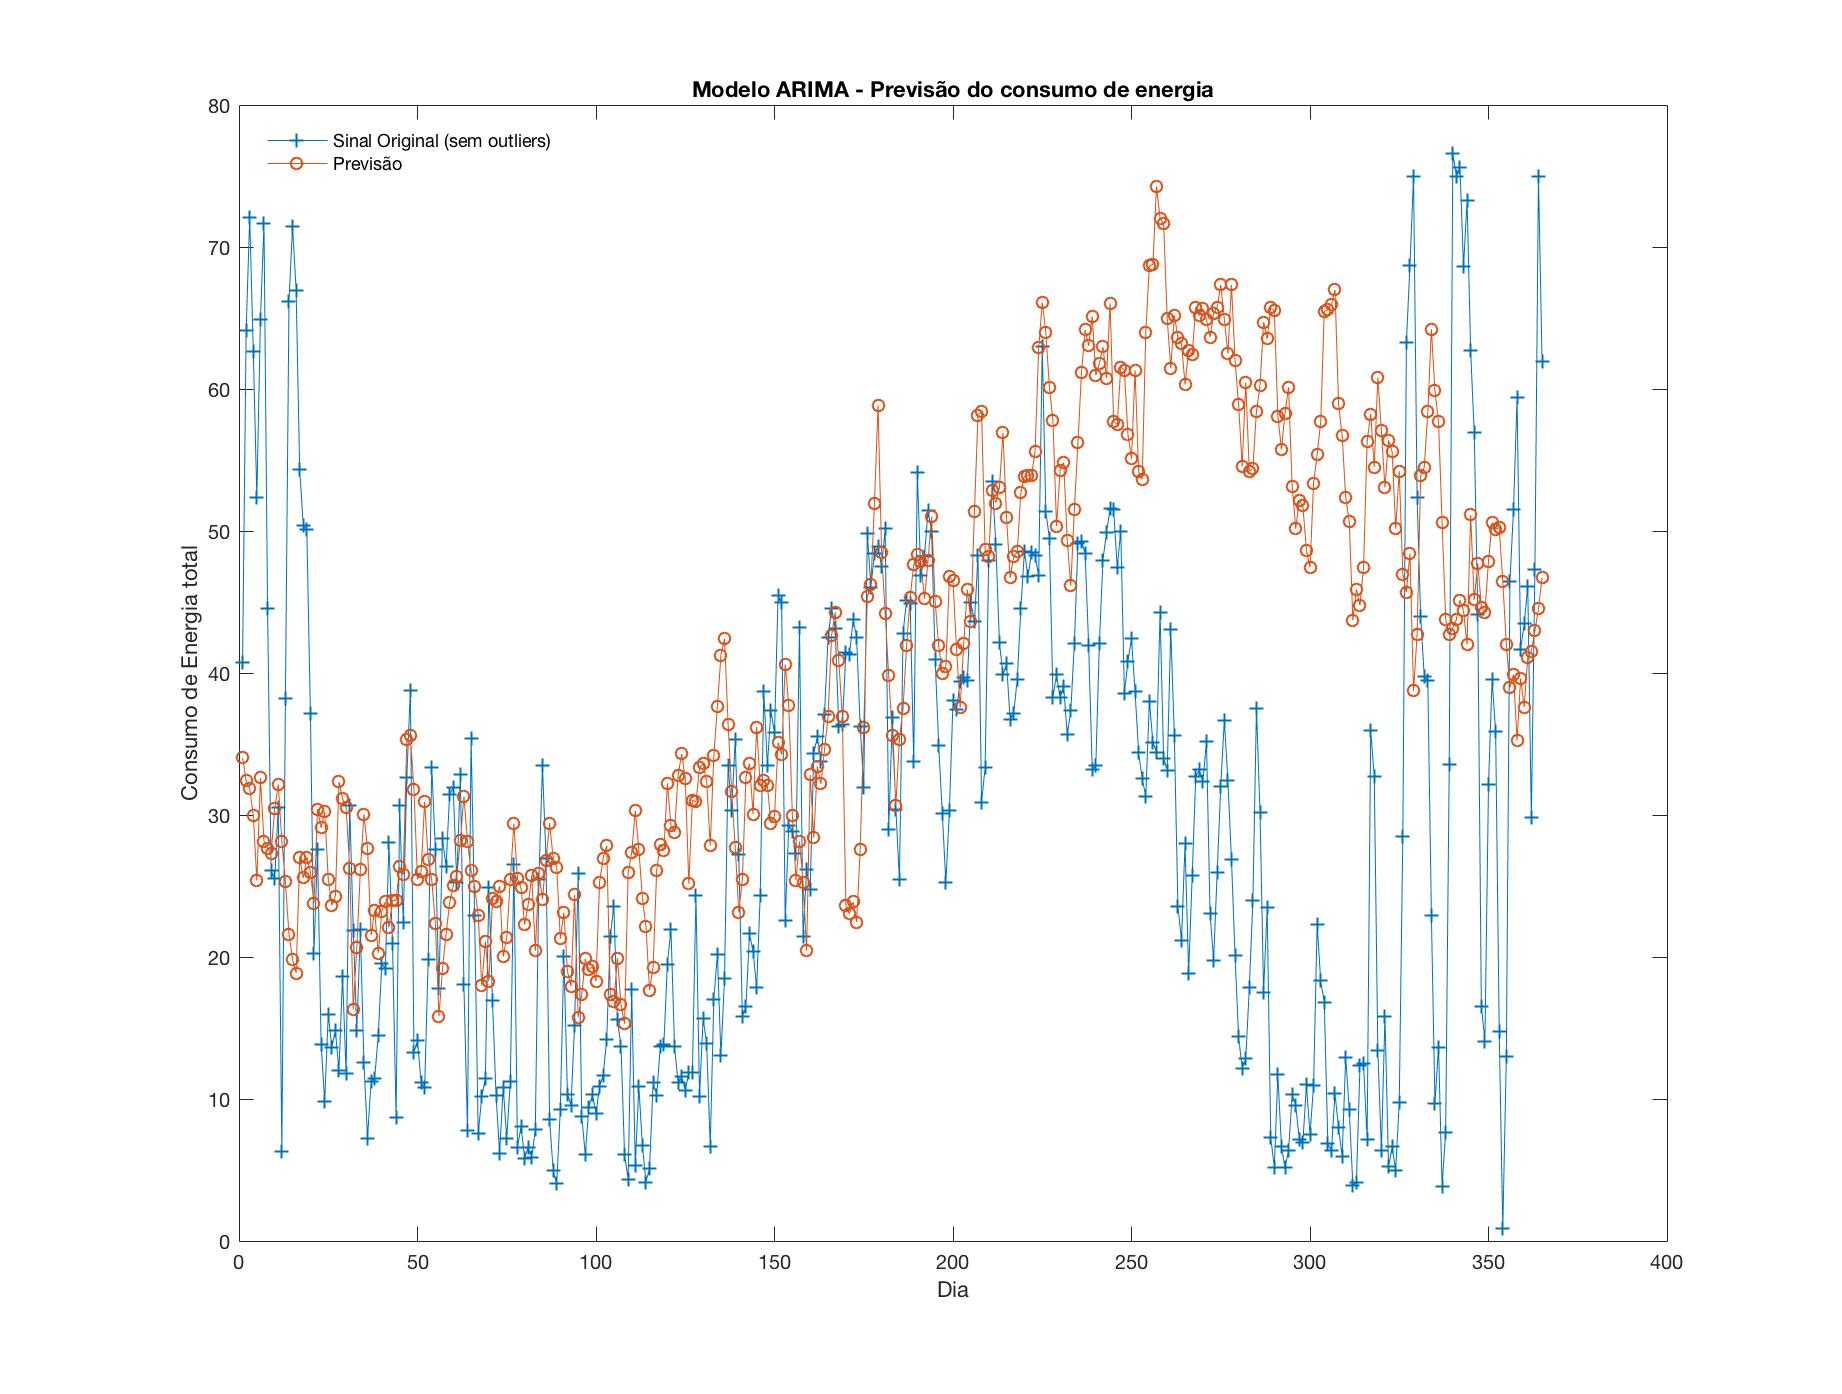 Modelo ARIMA - Previsão do consumo de energia
Sinal Original (sem outliers)
Previsão
Consumo de Energia total
80
70
60
50
40
30
20
10
0
0 50 100 150 200 250 300 350 400
Dia